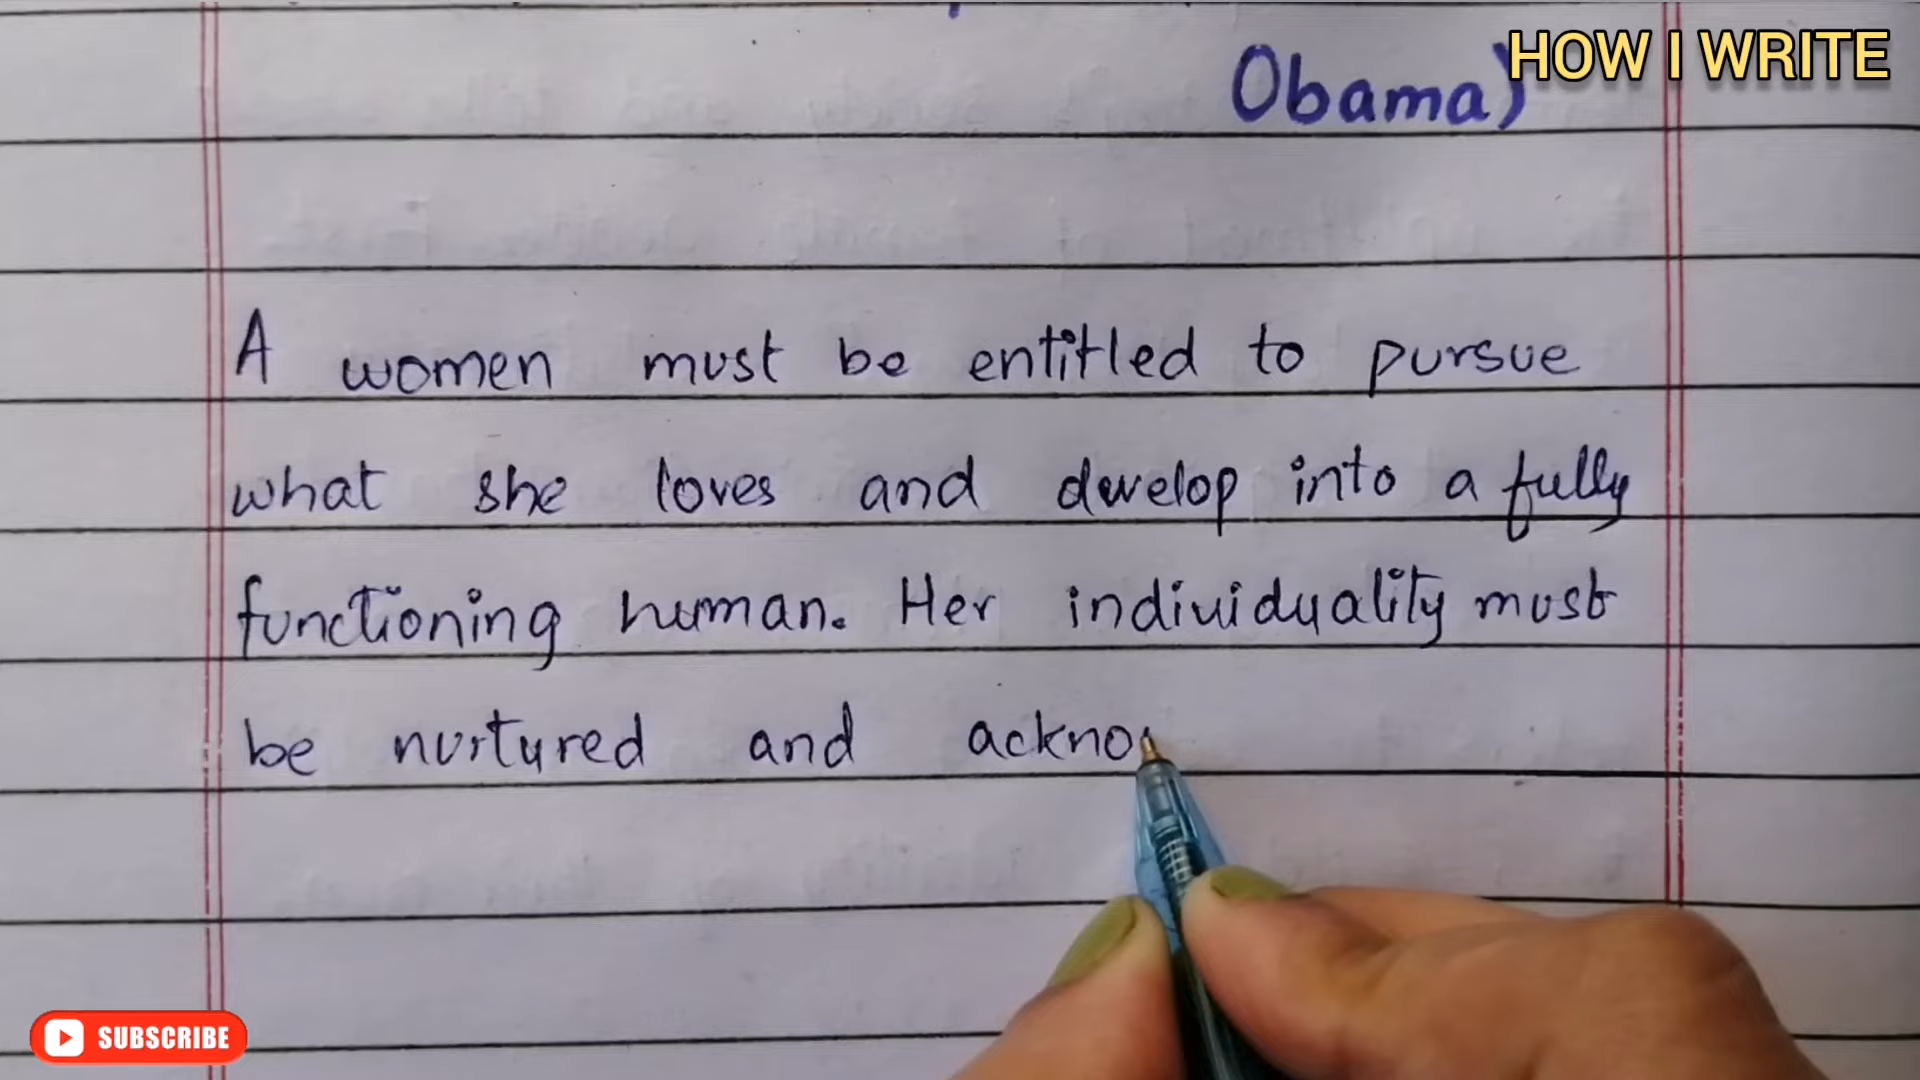 HOW I WRITE
Obama)
A women must be entitled to pursue
what she loves and develop into a fully
functioning human. Her individuality must
be nurtured and ackno
SUBSCRIBE